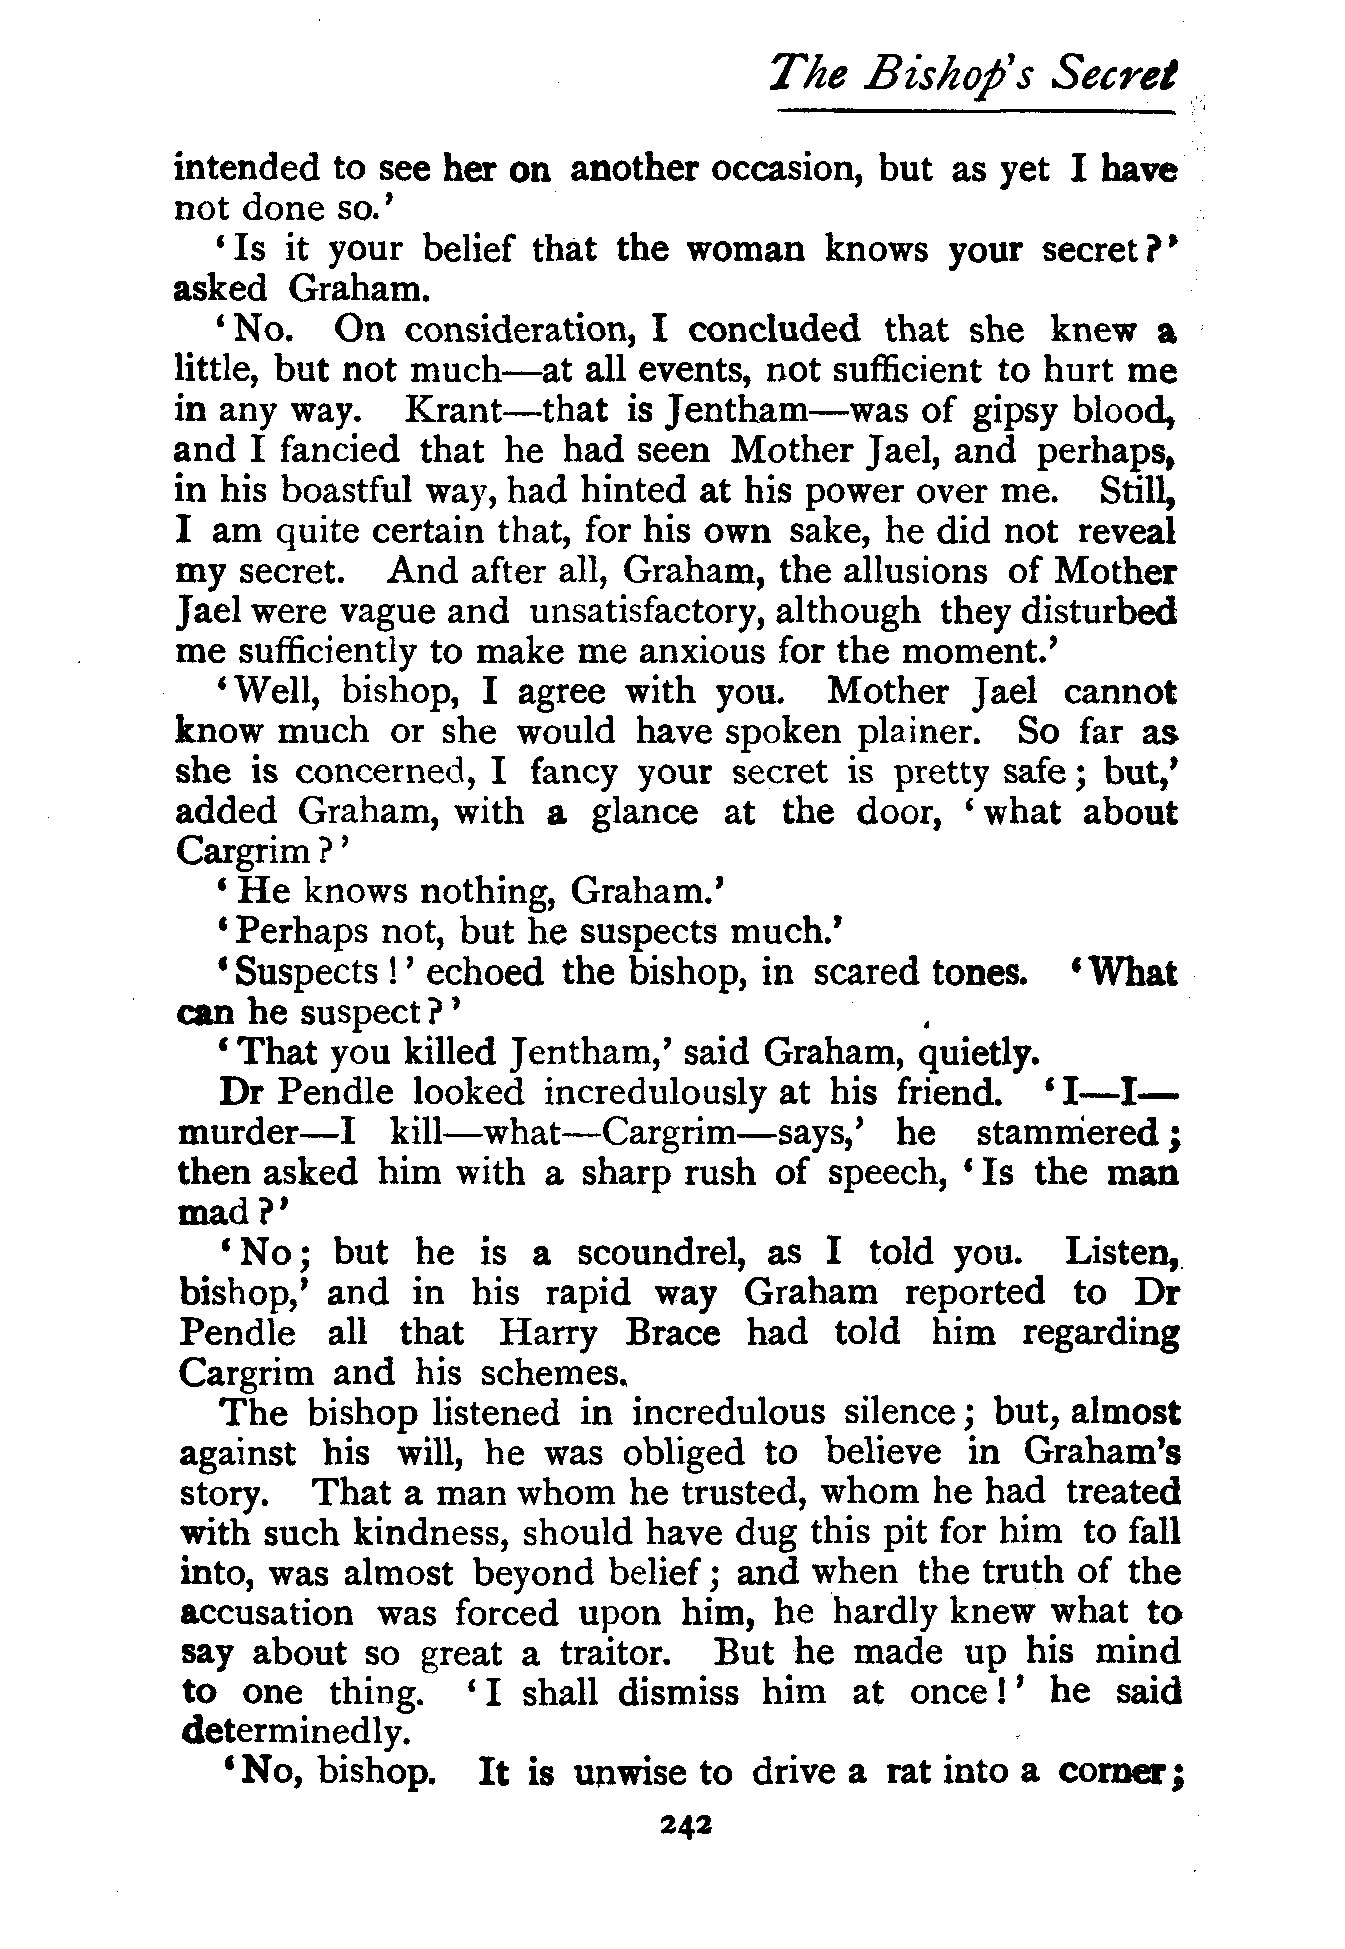 The Bishop's Secret
intended to see her on another occasion, but as yet I have
not done so.'
'Is it your belief that the woman knows your secret?'
asked Graham.
'No. On consideration, I concluded that she knew a
little, but not much—at all events, not sufficient to hurt me
in any way. Krant—that is Jentham—was of gipsy blood,
and I fancied that he had seen Mother Jael, and perhaps,
in his boastful way, had hinted at his power over me. Still,
I am quite certain that, for his own sake, he did not reveal
my secret. And after all, Graham, the allusions of Mother
Jael were vague and unsatisfactory, although they disturbed
me sufficiently to make me anxious for the moment.'
'Well, bishop, I agree with you. Mother Jael cannot
know much or she would have spoken plainer. So far as
she is concerned, I fancy your secret is pretty safe; but,'
added Graham, with a glance at the door, 'what about
Cargrim?'
'He knows nothing, Graham.'
'Perhaps not, but he suspects much.'
'Suspects!' echoed the bishop, in scared tones. 'What
can he suspect?'
'That you killed Jentham,' said Graham, quietly.
Dr Pendle looked incredulously at his friend. 'I—I—
murder—I kill—what—Cargrim—says,' he stammered;
then asked him with a sharp rush of speech, 'Is the man
mad?'
'No; but he is a scoundrel, as I told you. Listen,
bishop,' and in his rapid way Graham reported to Dr
Pendle all that Harry Brace had told him regarding
Cargrim and his schemes.
The bishop listened in incredulous silence; but, almost
against his will, he was obliged to believe in Graham's
story. That a man whom he trusted, whom he had treated
with such kindness, should have dug this pit for him to fall
into, was almost beyond belief; and when the truth of the
accusation was forced upon him, he hardly knew what to
say about so great a traitor. But he made up his mind
to one thing. 'I shall dismiss him at once!' he said
determinedly.
'No, bishop. It is unwise to drive a rat into a corner;
242